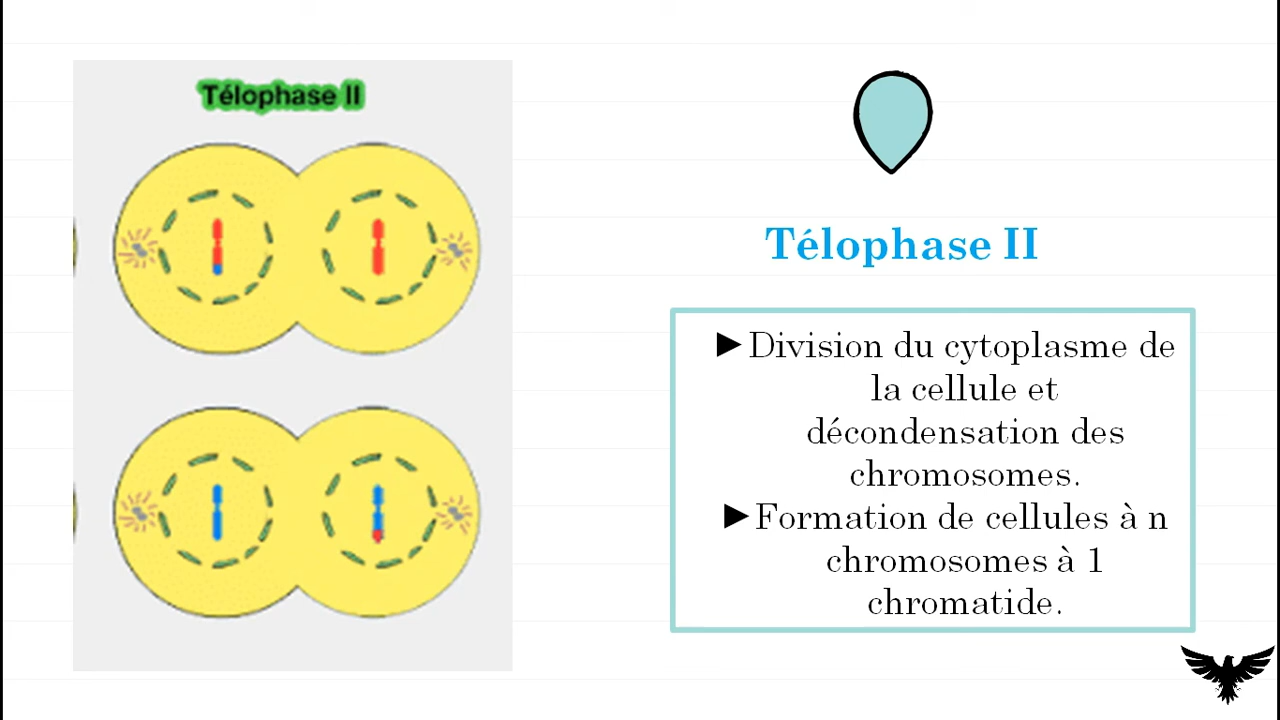 Télophase II
Télophase II
►Division du cytoplasme de
la cellule et
décondensation des
chromosomes.
►Formation de cellules à n
chromosomes à 1
chromatide.